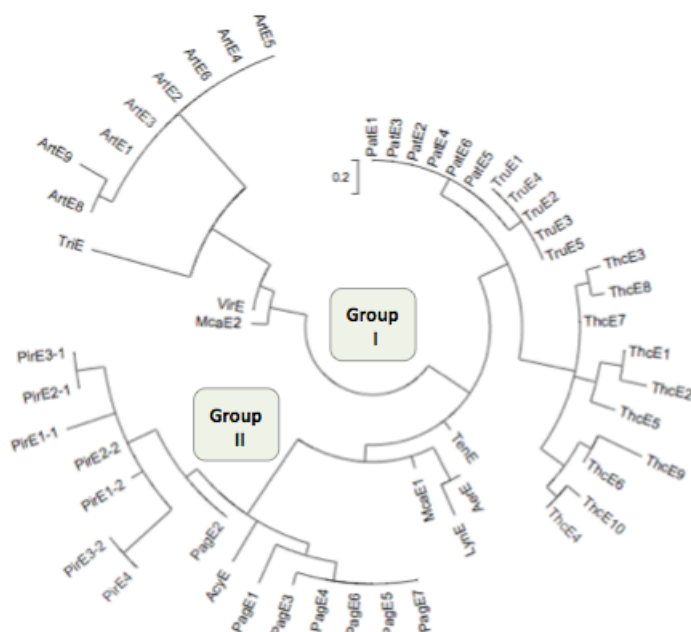 ArtE5
ArtE4
ArtE6
ArtE2
ArtE3
ArtE1
ArtE9
ArtE8
TriE
VirE
McaE2
0.2
PatE1
PatE3
PatE2
PatE4
PatE6
PatE5
TruE1
TruE4
TruE2
TruE3
TruE5
ThcE3
ThcE8
ThcE7
ThcE1
ThcE2
ThcE5
ThcE9
ThcE6
ThcE10
ThcE4
Group
I
Group
II
TenE
AerE
LynE
McaE1
PirE3-1
PirE2-1
PirE1-1
PirE2-2
PirE1-2
PirE3-2
PirE4
PagE2
AcyE
PagE1
PagE3
PagE4
PagE6
PagE5
PagE7